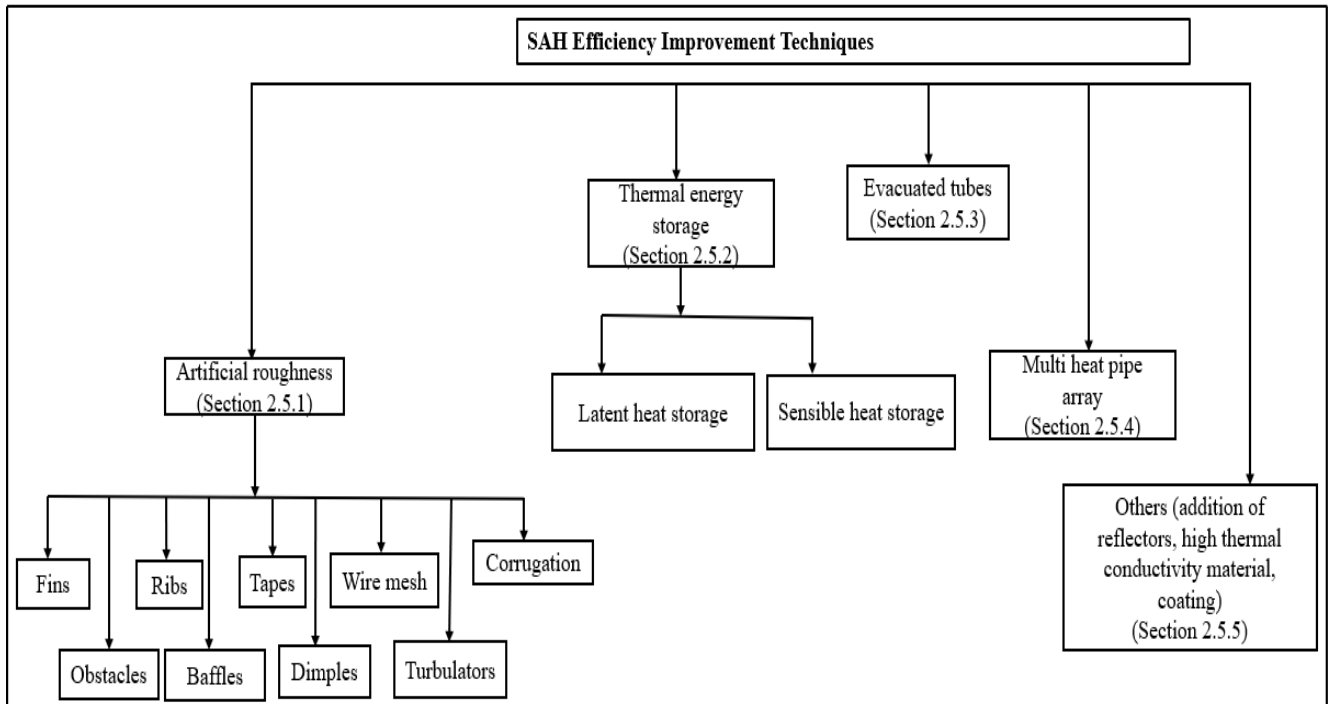 SAH Efficiency Improvement Techniques
Thermal energy
storage
(Section 2.5.2)
Evacuated tubes
(Section 2.5.3)
Artificial roughness
(Section 2.5.1)
Latent heat storage
Sensible heat storage
Multi heat pipe
array
(Section 2.5.4)
Others (addition of
reflectors, high thermal
conductivity material,
coating)
(Section 2.5.5)
Fins
Ribs
Tapes
Wire mesh
Corrugation
Obstacles
Baffles
Dimples
Turbulators